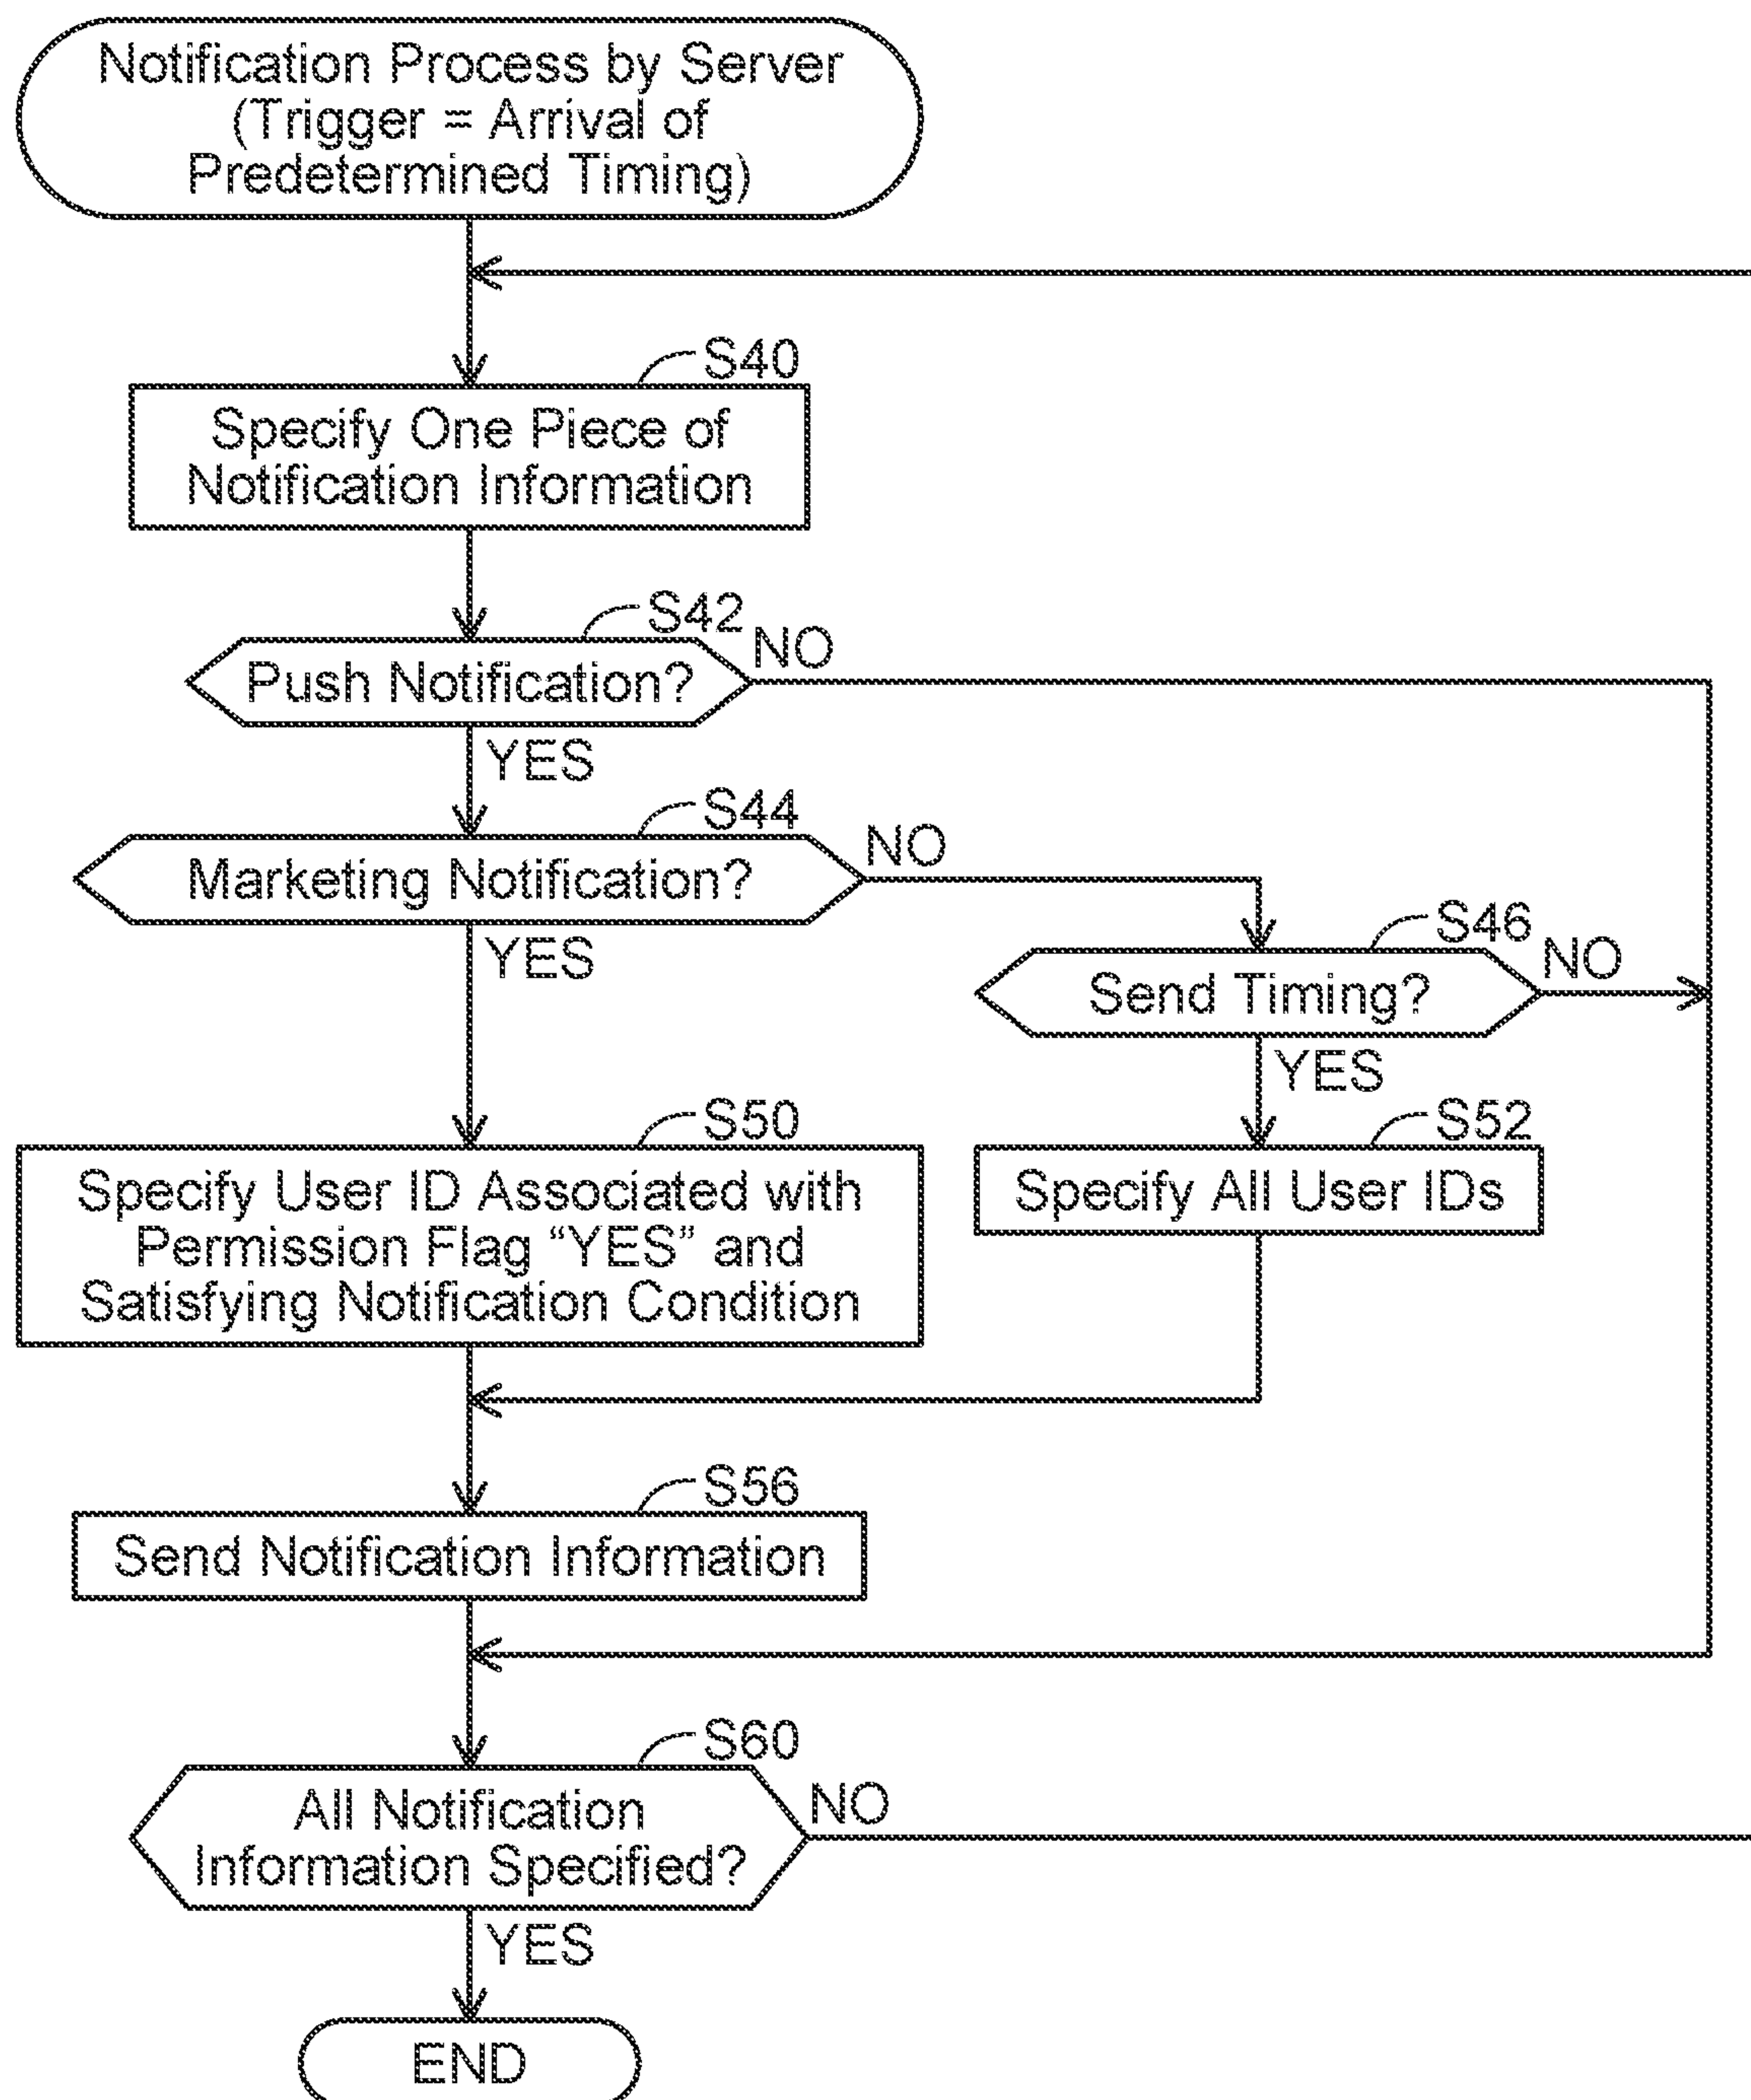 Notification Process by Server
(Trigger = Arrival of
Predetermined Timing)
S40
Specify One Piece of
Notification Information
S42
NO
Push Notification?
YES
S44
NO
Marketing Notification?
YES
S46
NO
Send Timing?
YES
S50
Specify User ID Associated with
Permission Flag “YES” and
Satisfying Notification Condition
S52
Specify All User IDs
S56
Send Notification Information
S60
NO
All Notification
Information Specified?
YES
END